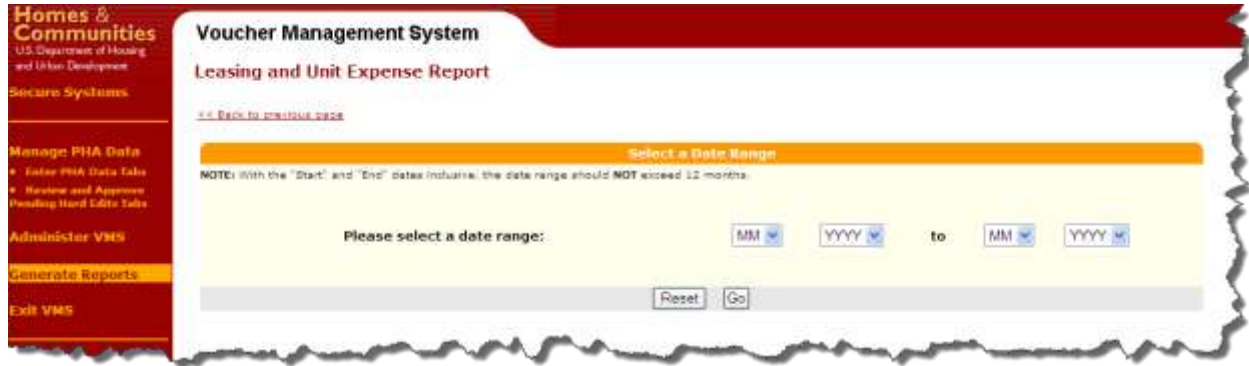 Homes &
Communities
U.S. Department of Housing
and Urban Development
Secure Systems
Manage PHA Data
• Enter PHA Data Tabs
• Review and Approve
Pending Hard Edits Tabs
Administer VMS
Generate Reports
Exit VMS
Voucher Management System
Leasing and Unit Expense Report
<< Back to previous page
Select a Date Range
NOTE: With the "Start" and "End" dates inclusive, the date range should NOT exceed 12 months.
Please select a date range: MM YYYY to MM YYYY
Reset Go